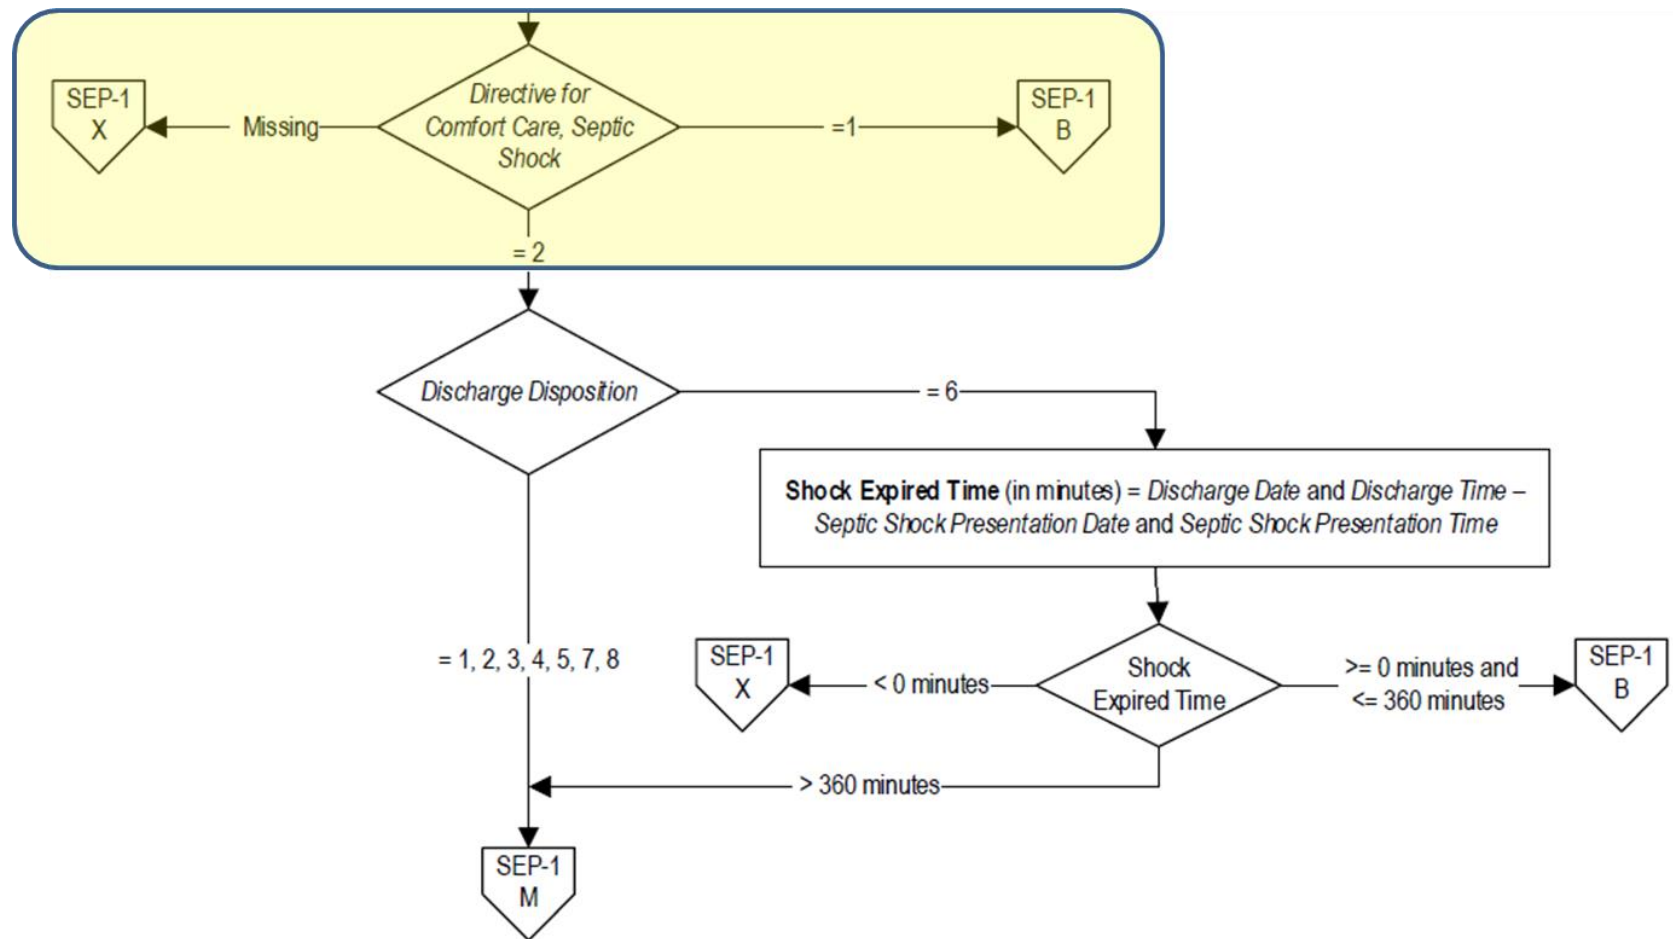 SEP-1
X
Missing
Directive for
Comfort Care, Septic
Shock
=1
SEP-1
B
= 2
Discharge Disposition
= 6
Shock Expired Time (in minutes) = Discharge Date and Discharge Time –
Septic Shock Presentation Date and Septic Shock Presentation Time
= 1, 2, 3, 4, 5, 7, 8
SEP-1
X
< 0 minutes
Shock
Expired Time
>= 0 minutes and
<= 360 minutes
SEP-1
B
> 360 minutes
SEP-1
M